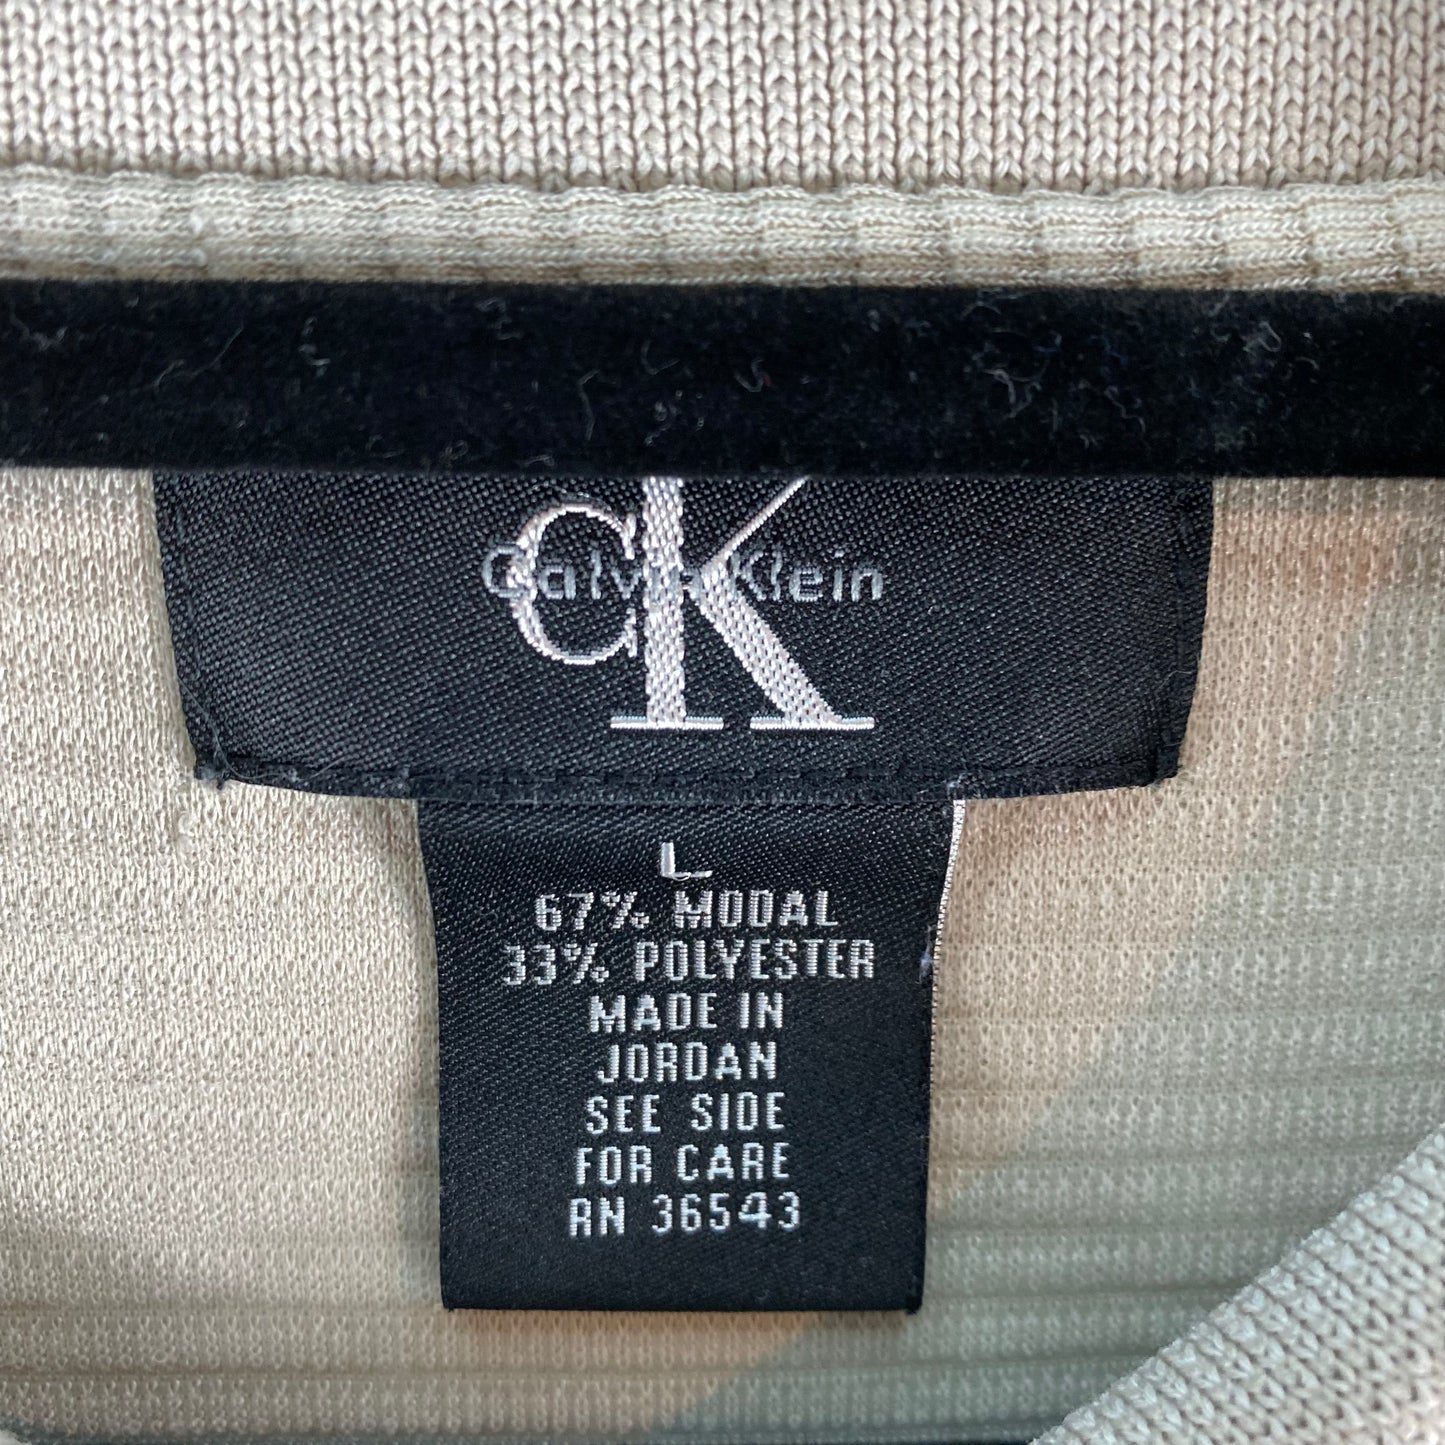 CK
Calvin Klein
L
67% MODAL
33% POLYESTER
MADE IN
JORDAN
SEE SIDE
FOR CARE
RN 36543